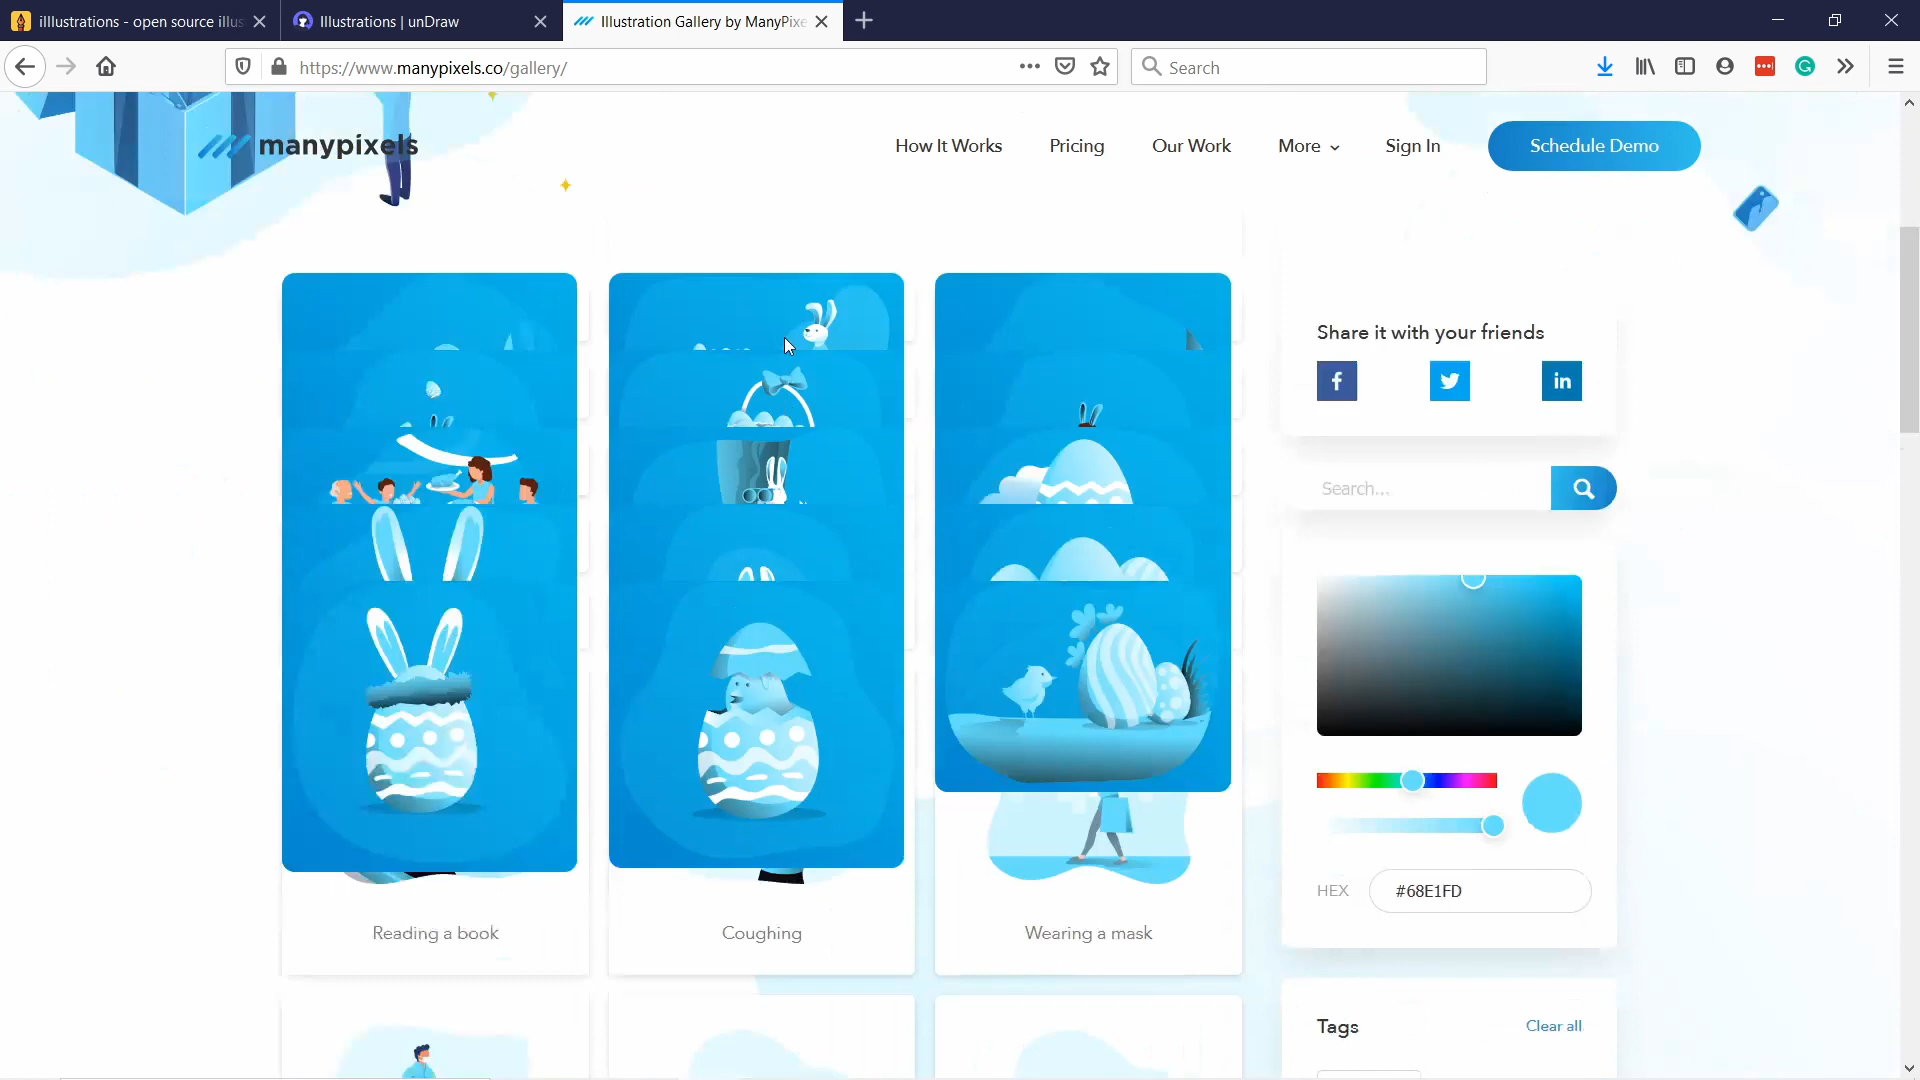 illlustrations - open source illus
Illustrations | unDraw
Illustration Gallery by ManyPixe
https://www.manypixels.co/gallery/
Search
manypixels
How It Works
Pricing
Our Work
More
Sign In
Schedule Demo
Share it with your friends
Search...
HEX
#68E1FD
Reading a book
Coughing
Wearing a mask
Tags
Clear all